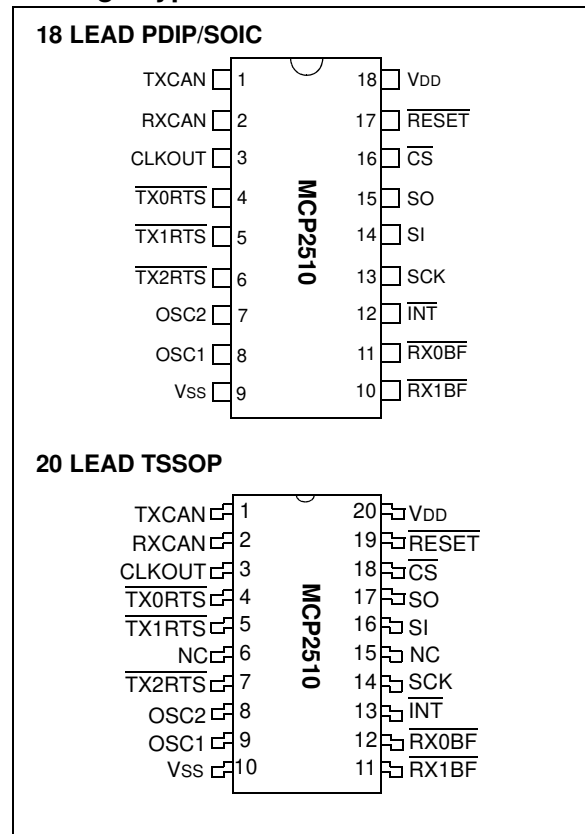 18 LEAD PDIP/SOIC
TXCAN 1 18 VDD
RXCAN 2 17 RESET
CLKOUT 3 16 CS
TX0RTS 4 15 SO
TX1RTS 5 14 SI
TX2RTS 6 13 SCK
OSC2 7 12 INT
OSC1 8 11 RX0BF
VSS 9 10 RX1BF
MCP2510
20 LEAD TSSOP
TXCAN 1 20 VDD
RXCAN 2 19 RESET
CLKOUT 3 18 CS
TX0RTS 4 17 SO
TX1RTS 5 16 SI
NC 6 15 NC
TX2RTS 7 14 SCK
OSC2 8 13 INT
OSC1 9 12 RX0BF
VSS 10 11 RX1BF
MCP2510